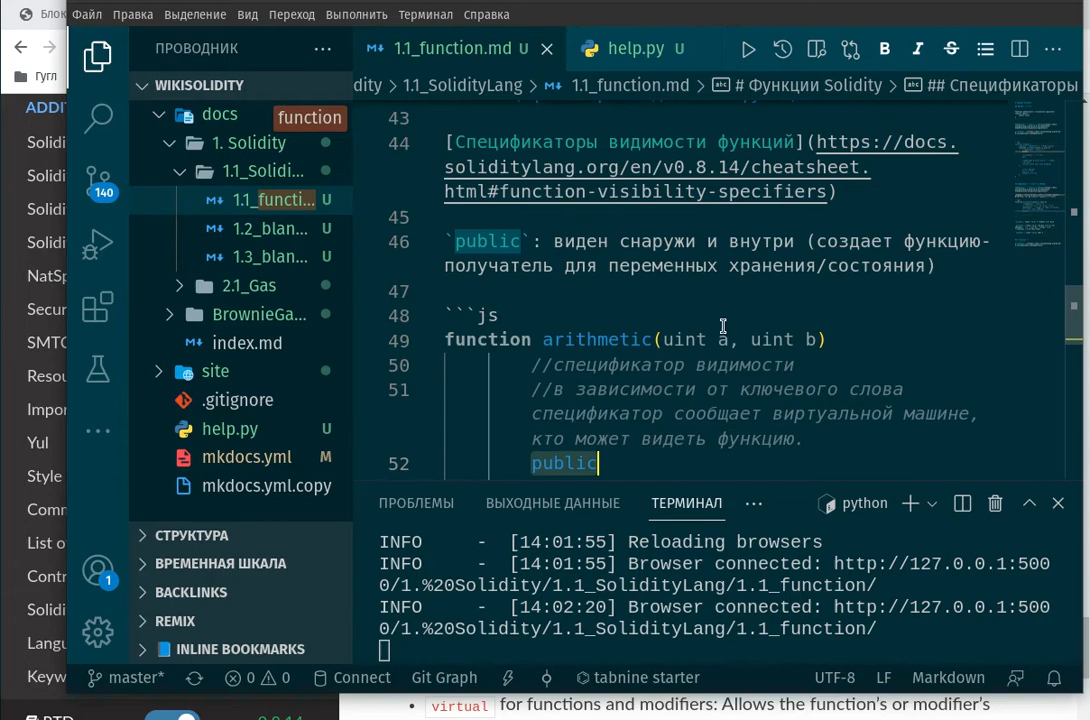 Блок
Файл Правка Выделение Вид Переход Выполнить Терминал Справка
ПРОВОДНИК ···
1.1_function.md U
help.py U
B I S
Гугл
WIKISOLIDITY
dity > 1.1_SolidityLang > 1.1_function.md > # Функции Solidity > ## Спецификаторы
ADDIT
Solidi
Solidi
Solidi
Solidi
NatSp
Secur
SMTC
Resou
Impor
Yul
Style
Comm
List o
Contr
Solidi
Langu
Keyw
RTD
140
1
docs
function
1. Solidity
1.1_Solidi...
1.1_functi... U
1.2_blan... U
1.3_blan... U
2.1_Gas
BrownieGa...
index.md
site
.gitignore
help.py U
mkdocs.yml M
mkdocs.yml.copy
СТРУКТУРА
ВРЕМЕННАЯ ШКАЛА
BACKLINKS
REMIX
INLINE BOOKMARKS
43
44 [Спецификаторы видимости функций](https://docs.
soliditylang.org/en/v0.8.14/cheatsheet.
html#function-visibility-specifiers)
45
46 `public`: виден снаружи и внутри (создает функцию-
получатель для переменных хранения/состояния)
47
48 ```js
49 function arithmetic(uint a, uint b)
50 //спецификатор видимости
51 //в зависимости от ключевого слова
спецификатор сообщает виртуальной машине,
кто может видеть функцию.
52 public
ПРОБЛЕМЫ ВЫХОДНЫЕ ДАННЫЕ ТЕРМИНАЛ ··· python
INFO - [14:01:55] Reloading browsers
INFO - [14:01:55] Browser connected: http://127.0.0.1:500
0/1.%20Solidity/1.1_SolidityLang/1.1_function/
INFO - [14:02:20] Browser connected: http://127.0.0.1:500
0/1.%20Solidity/1.1_SolidityLang/1.1_function/
master* 0 0 Connect Git Graph tabnine starter UTF-8 LF Markdown
virtual for functions and modifiers: Allows the function's or modifier's